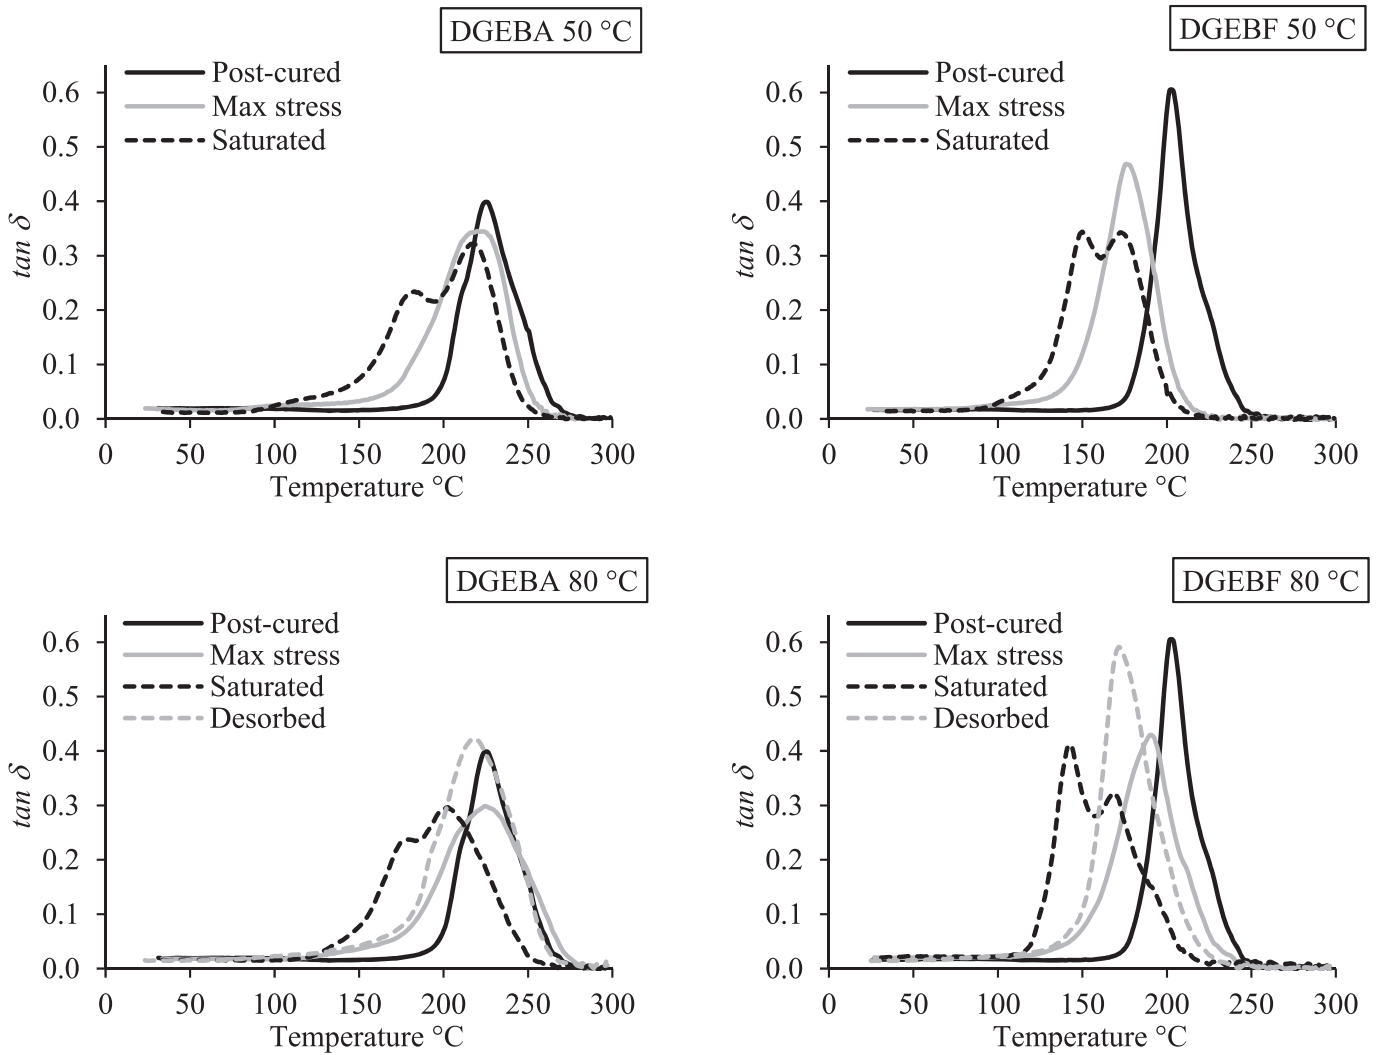 DGEBA 50 °C
Post-cured
Max stress
Saturated
0.6
0.5
0.4
0.3
0.2
0.1
0.0
tan δ
0 50 100 150 200 250 300
Temperature °C
DGEBF 50 °C
Post-cured
Max stress
Saturated
0.6
0.5
0.4
0.3
0.2
0.1
0.0
tan δ
0 50 100 150 200 250 300
Temperature °C
DGEBA 80 °C
Post-cured
Max stress
Saturated
Desorbed
0.6
0.5
0.4
0.3
0.2
0.1
0.0
tan δ
0 50 100 150 200 250 300
Temperature °C
DGEBF 80 °C
Post-cured
Max stress
Saturated
Desorbed
0.6
0.5
0.4
0.3
0.2
0.1
0.0
tan δ
0 50 100 150 200 250 300
Temperature °C